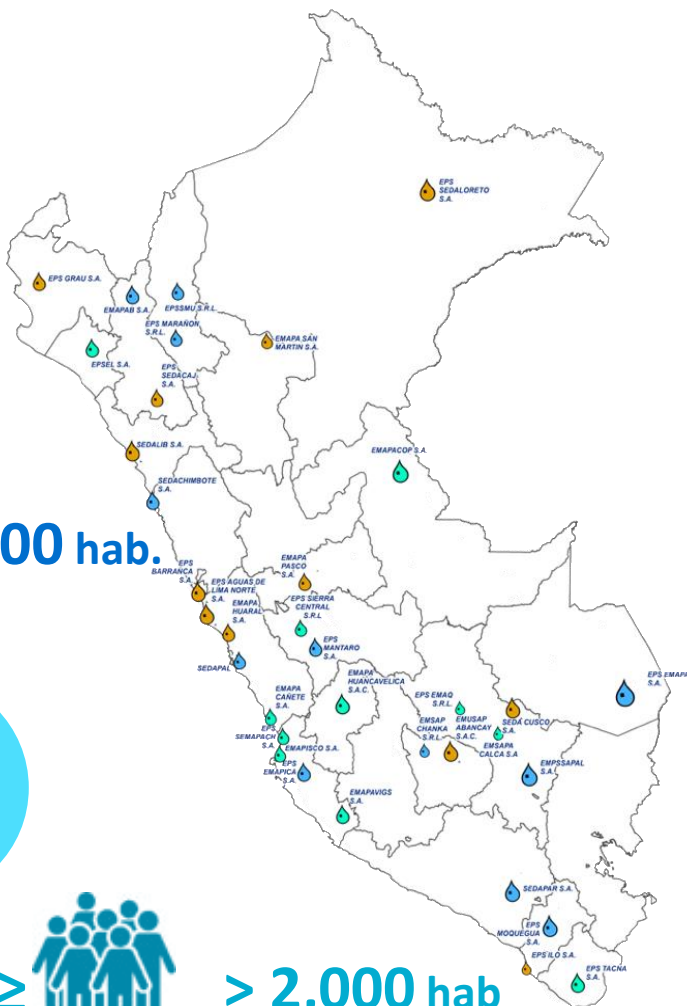 EPS
SEDALORETO
S.A.
EPS GRAU S.A.
EMAPAB S.A.
EPSSMU S.R.L.
EPS MARAÑON
S.R.L.
EMAPA SAN
MARTIN S.A.
EPSEL S.A.
EPS
SEDACAJ
S.A.
SEDALIB S.A.
EMAPACOP S.A.
SEDACHIMBOTE
S.A.
00 hab.
EPS
BARRANCA
S.A.
EPS AGUAS DE
LIMA NORTE
S.A.
EMAPA
HUARAL
S.A.
EMAPA
PASCO
S.A.
EPS SIERRA
CENTRAL
S.R.L
EPS
MANTARO
S.A.
SEDAPAL
EMAPA
CAÑETE
S.A.
EMAPA
HUANCAVELICA
S.A.C.
EPS
SEMAPACH
S.A.
EMAPISCO S.A.
EPS
EMAPICA
S.A.
EMAPAVIGS
S.A.
EPS EMAQ
S.R.L.
EMSAP
CHANKA
S.R.L.
EMUSAP
ABANCAY
S.A.C.
SEDA CUSCO
S.A.
EMSAPA
CALCA S.A.
EMPSSAPAL
S.A.
EPS EMAPA
S.A.
SEDAPAR S.A.
EPS
MOQUEGUA
S.A.
EPS ILO S.A.
EPS TACNA
S.A.
≥
> 2.000 hab